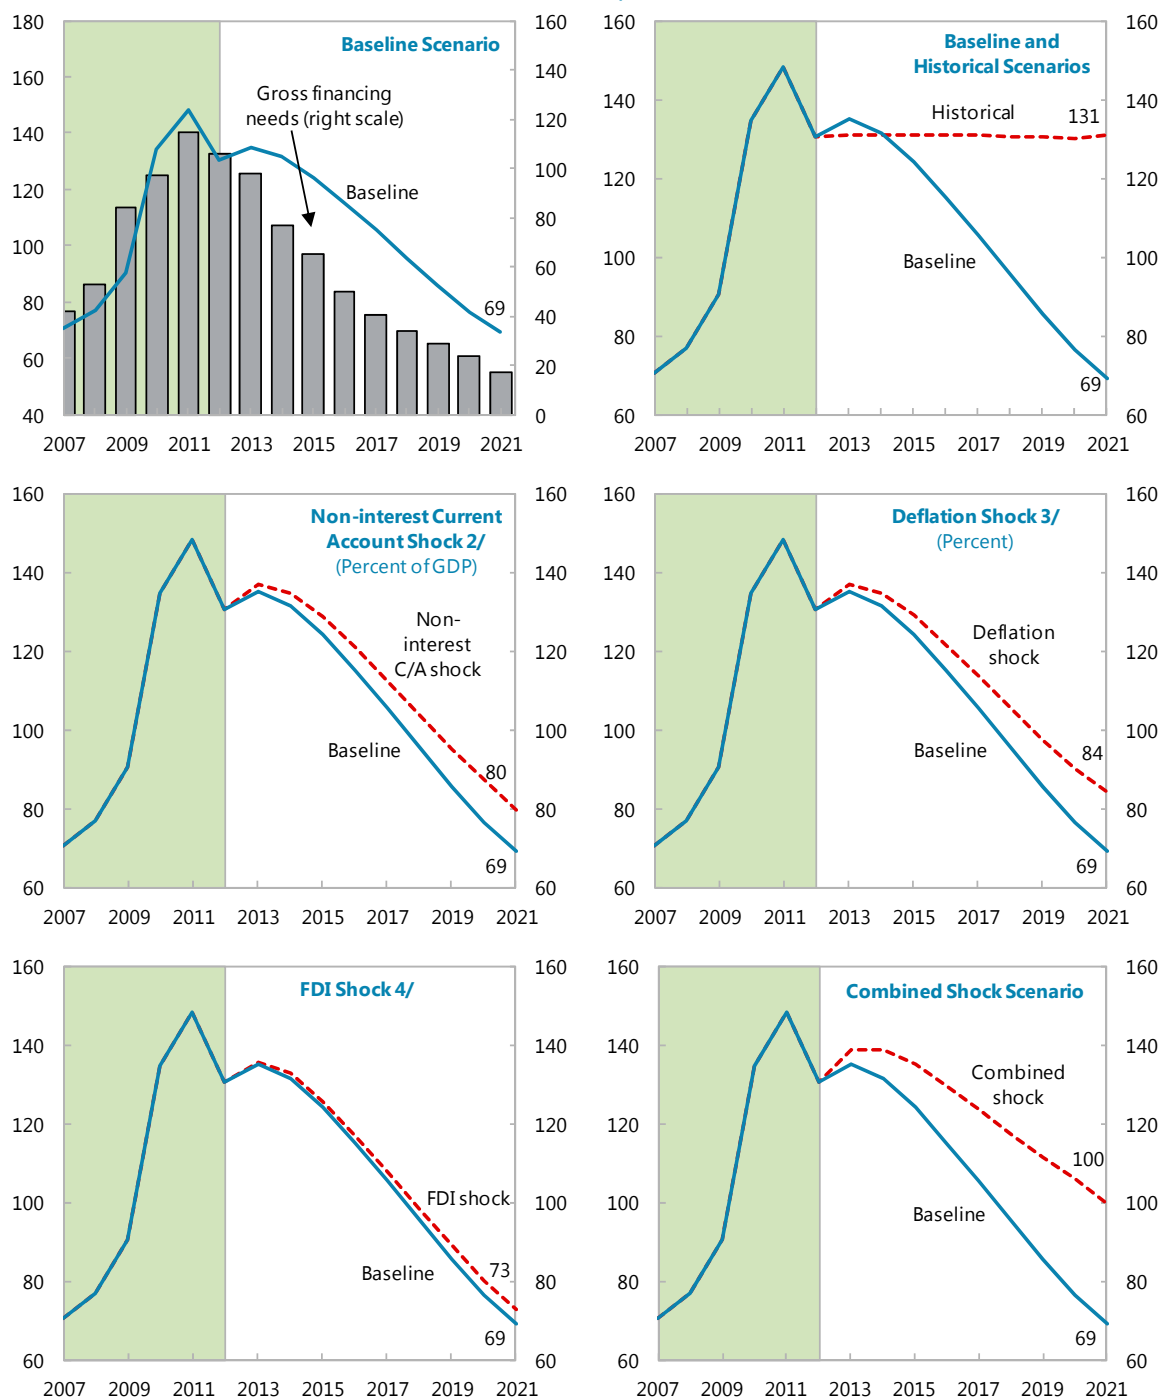 Baseline Scenario
180
160
140
120
100
80
60
40
160
140
120
100
80
60
40
20
0
Gross financing
needs (right scale)
Baseline
69
2007 2009 2011 2013 2015 2017 2019 2021
Baseline and
Historical Scenarios
160
140
120
100
80
60
160
140
120
100
80
60
Historical
131
Baseline
69
2007 2009 2011 2013 2015 2017 2019 2021
Non-interest Current
Account Shock 2/
(Percent of GDP)
160
140
120
100
80
60
160
140
120
100
80
60
Non-
interest
C/A shock
Baseline
80
69
2007 2009 2011 2013 2015 2017 2019 2021
Deflation Shock 3/
(Percent)
160
140
120
100
80
60
160
140
120
100
80
60
Deflation
shock
Baseline
84
69
2007 2009 2011 2013 2015 2017 2019 2021
FDI Shock 4/
160
140
120
100
80
60
160
140
120
100
80
60
FDI shock
Baseline
73
69
2007 2009 2011 2013 2015 2017 2019 2021
Combined Shock Scenario
160
140
120
100
80
60
160
140
120
100
80
60
Combined
shock
100
Baseline
69
2007 2009 2011 2013 2015 2017 2019 2021